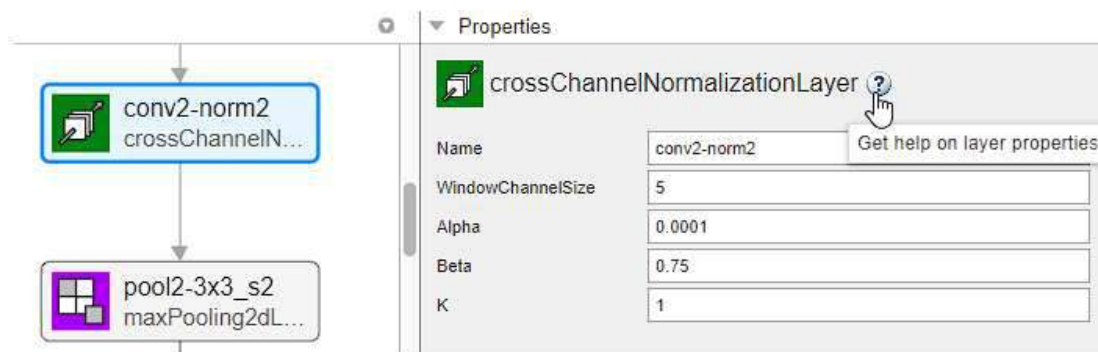 Properties
conv2-norm2
crossChannelN...
pool2-3x3_s2
maxPooling2dL...
crossChannelNormalizationLayer ?
Get help on layer properties
Name conv2-norm2
WindowChannelSize 5
Alpha 0.0001
Beta 0.75
K 1